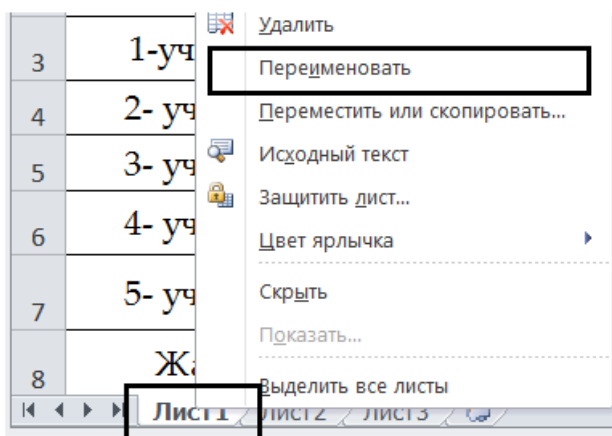 Удалить
3 1-уч
Переименовать
4 2- уч
Переместить или скопировать...
5 3- уч
Исходный текст
Защитить лист...
6 4- уч
Цвет ярлычка
7 5- уч
Скрыть
Показать...
8 Жа
Выделить все листы
Лист1 Лист2 Лист3